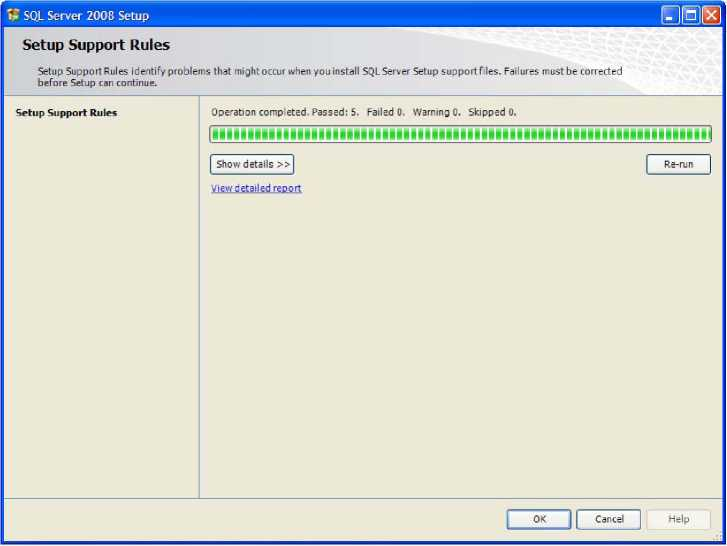 SQL Server 2008 Setup
Setup Support Rules
Setup Support Rules identify problems that might occur when you install SQL Server Setup support files. Failures must be corrected
before Setup can continue.
Setup Support Rules
Operation completed. Passed: 5. Failed 0. Warning 0. Skipped 0.
Show details >>
Re-run
View detailed report
OK
Cancel
Help